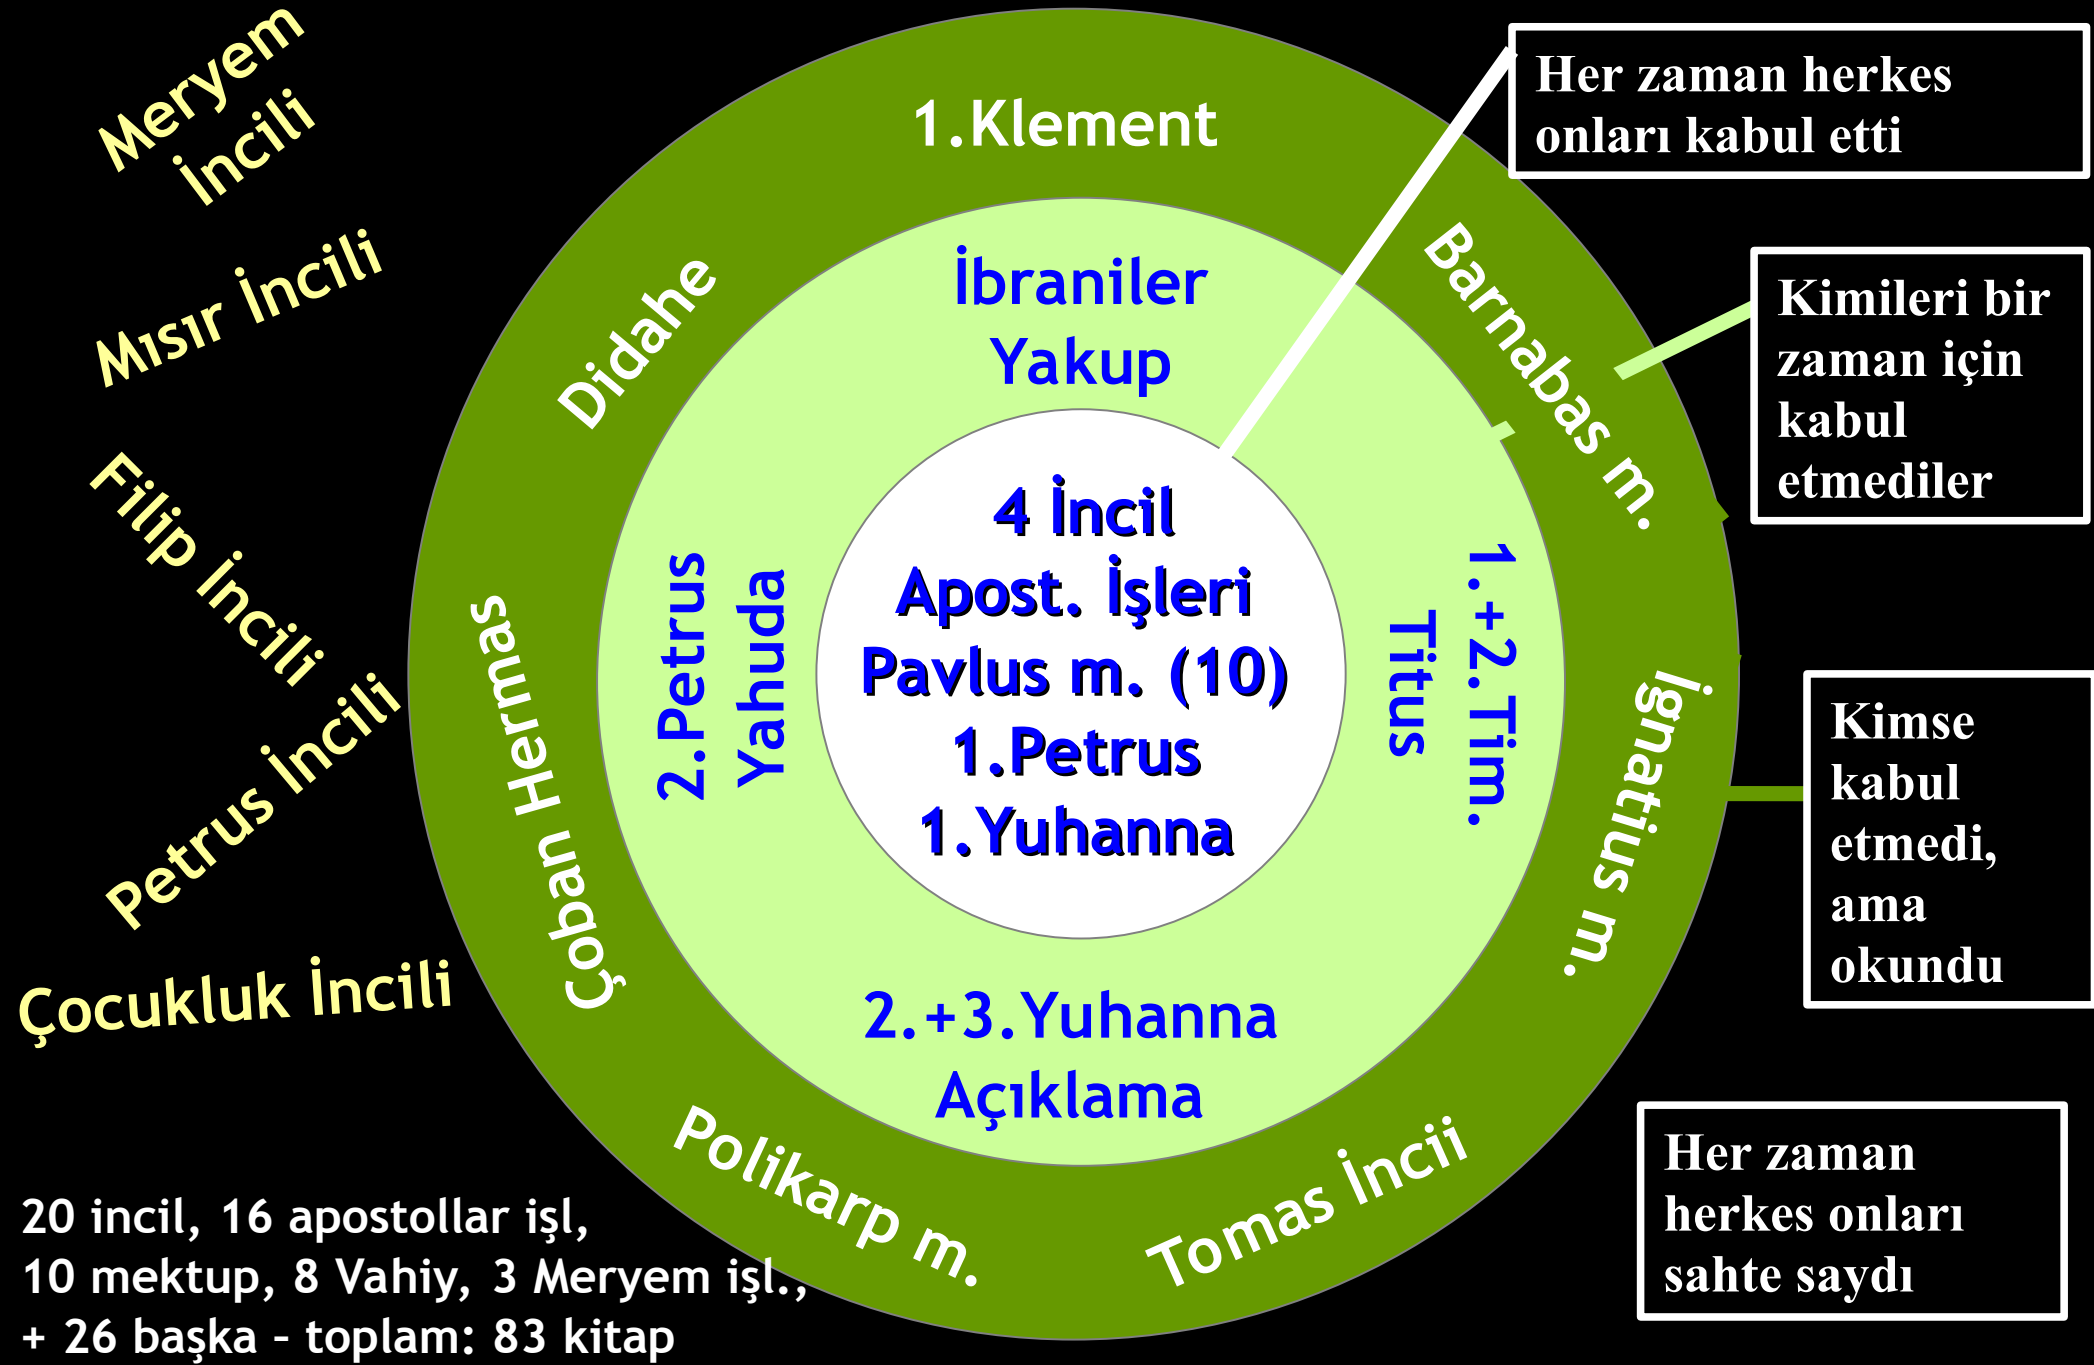 Meryem
İncili
Mısır İncili
Filip İncili
Petrus İncili
Çocukluk İncili
1.Klement
Didahe
Barnabas m.
Çoban Hermas
İgnatius m.
Polikarp m.
Tomas İncii
İbraniler
Yakup
2.Petrus
Yahuda
1.+2.Tim.
Titus
2.+3.Yuhanna
Açıklama
4 İncil
Apost. İşleri
Pavlus m. (10)
1.Petrus
1.Yuhanna
Her zaman herkes
onları kabul etti
Kimileri bir
zaman için
kabul
etmediler
Kimse
kabul
etmedi,
ama
okundu
Her zaman
herkes onları
sahte saydı
20 incil, 16 apostollar işl,
10 mektup, 8 Vahiy, 3 Meryem işl.,
+ 26 başka – toplam: 83 kitap